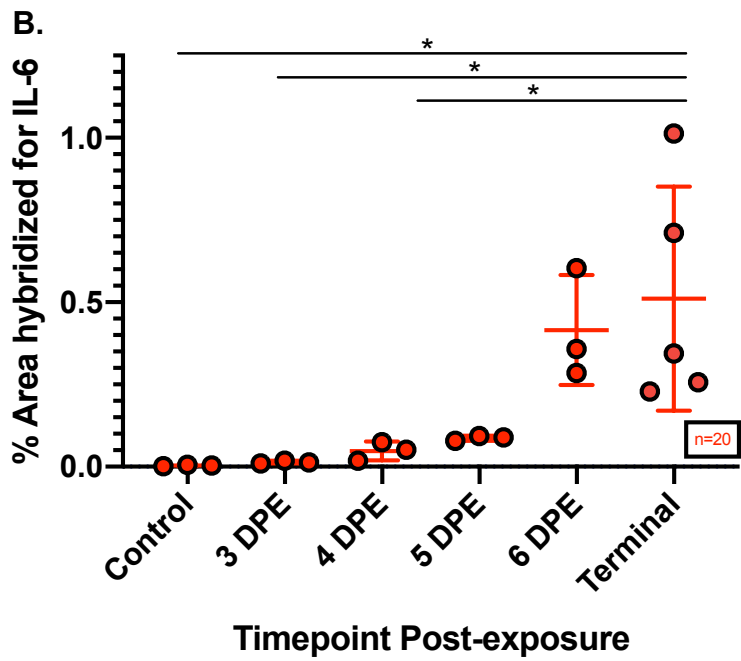 B.
*
*
*
% Area hybridized for IL-6
1.0
0.5
0.0
n=20
Control
3 DPE
4 DPE
5 DPE
6 DPE
Terminal
Timepoint Post-exposure